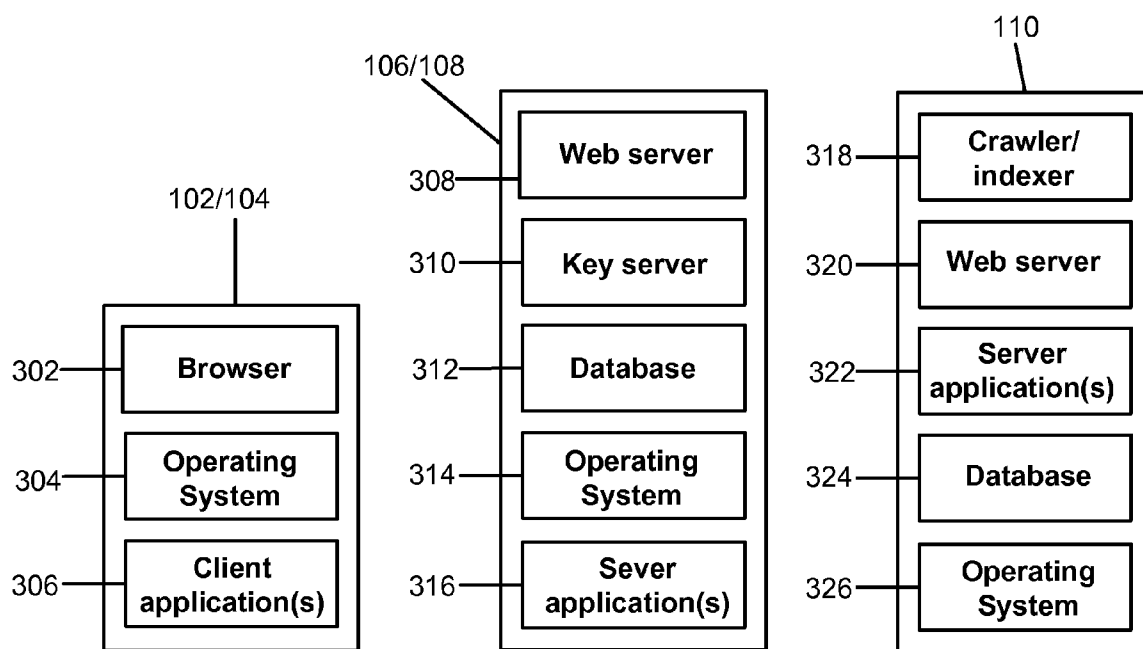 102/104
302
Browser
304
Operating
System
306
Client
application(s)
106/108
308
Web server
310
Key server
312
Database
314
Operating
System
316
Sever
application(s)
110
318
Crawler/
indexer
320
Web server
322
Server
application(s)
324
Database
326
Operating
System